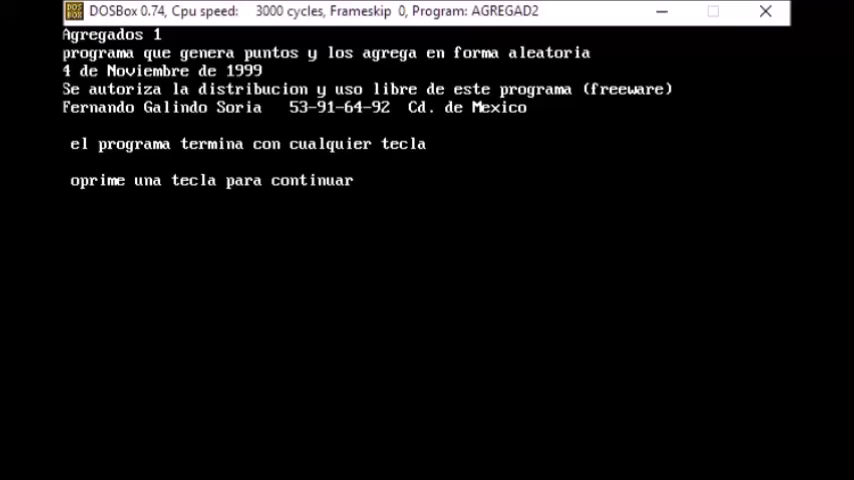 DOSBox 0.74, Cpu speed: 3000 cycles, Frameskip 0, Program: AGREGAD2
Agregados 1
programa que genera puntos y los agrega en forma aleatoria
4 de Noviembre de 1999
Se autoriza la distribucion y uso libre de este programa (freeware)
Fernando Galindo Soria 53-91-64-92 Cd. de Mexico
el programa termina con cualquier tecla
oprime una tecla para continuar